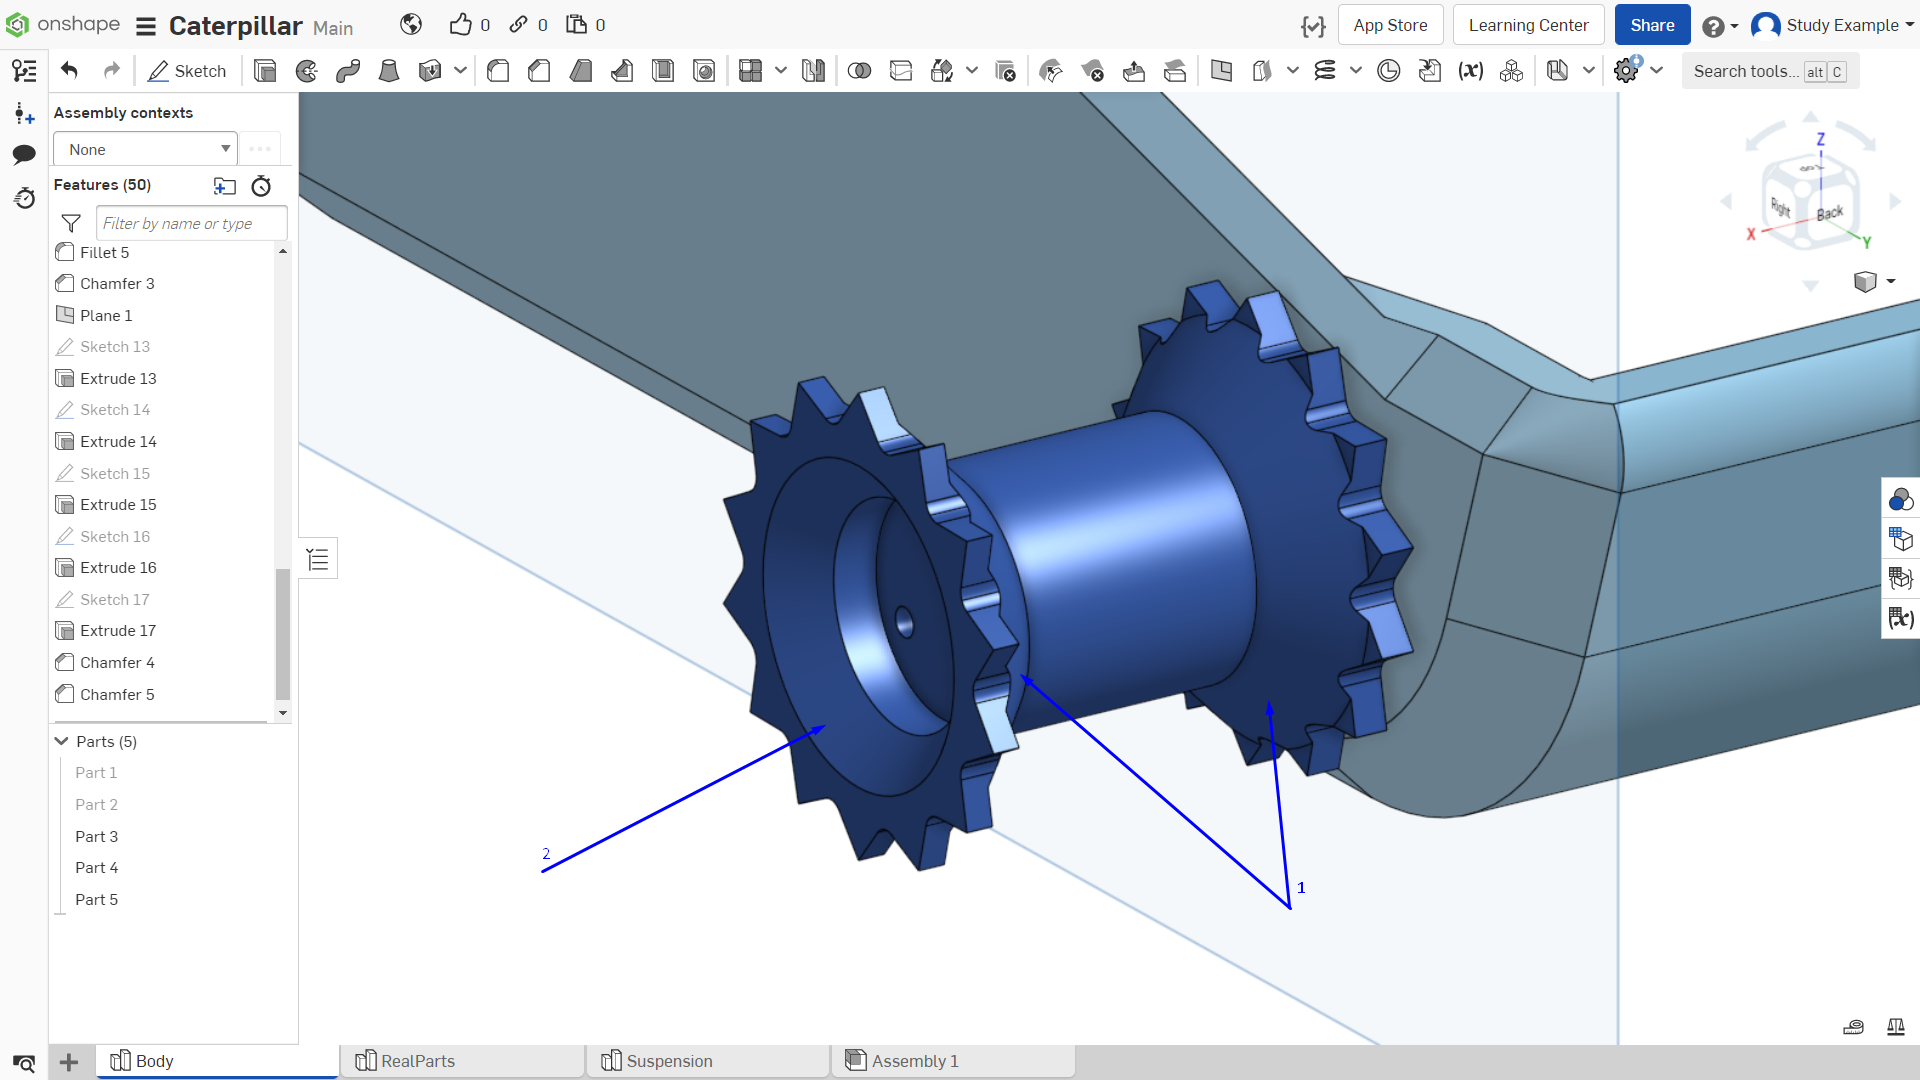 onshape Caterpillar Main 0 0 0 App Store Learning Center Share Study Example
Sketch Search tools... alt C
Assembly contexts
None
Features (50)
Filter by name or type
Fillet 5
Chamfer 3
Plane 1
Sketch 13
Extrude 13
Sketch 14
Extrude 14
Sketch 15
Extrude 15
Sketch 16
Extrude 16
Sketch 17
Extrude 17
Chamfer 4
Chamfer 5
Parts (5)
Part 1
Part 2
Part 3
Part 4
Part 5
Z
Top
Right Back
X Y
2
1
Body RealParts Suspension Assembly 1